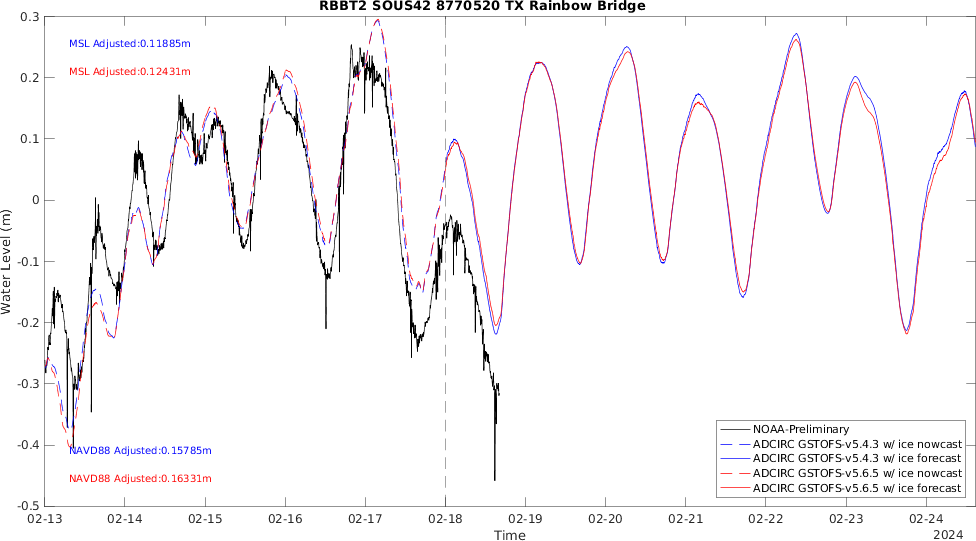 RBBT2 SOUS42 8770520 TX Rainbow Bridge
0.3
MSL Adjusted:0.11885m
MSL Adjusted:0.12431m
0.2
0.1
0
-0.1
-0.2
-0.3
-0.4
-0.5
Water Level (m)
NAVD88 Adjusted:0.15785m
NAVD88 Adjusted:0.16331m
NOAA-Preliminary
ADCIRC GSTOFS-v5.4.3 w/ ice nowcast
ADCIRC GSTOFS-v5.4.3 w/ ice forecast
ADCIRC GSTOFS-v5.6.5 w/ ice nowcast
ADCIRC GSTOFS-v5.6.5 w/ ice forecast
02-13 02-14 02-15 02-16 02-17 02-18 02-19 02-20 02-21 02-22 02-23 02-24
Time
2024